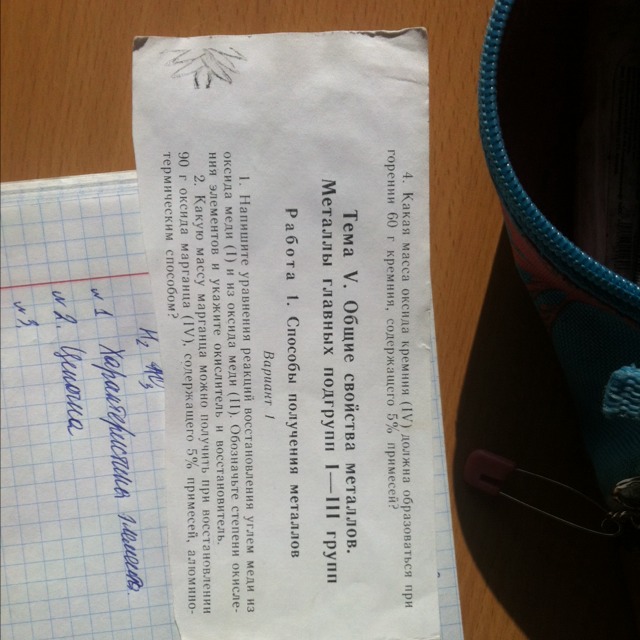 4. Какая масса оксида кремния (IV) должна образоваться при
горении 60 г кремния, содержащего 5% примесей?
Тема V. Общие свойства металлов.
Металлы главных подгрупп I—III групп
Работа 1. Способы получения металлов
Вариант I
1. Напишите уравнения реакций восстановления углем меди из
оксида меди (I) и из оксида меди (II). Обозначьте степени окисле-
ния элементов и укажите окислитель и восстановитель.
2. Какую массу марганца можно получить при восстановлении
90 г оксида марганца (IV), содержащего 5% примесей, алюмино-
термическим способом?
№1 Характеристика
№2.
№3.